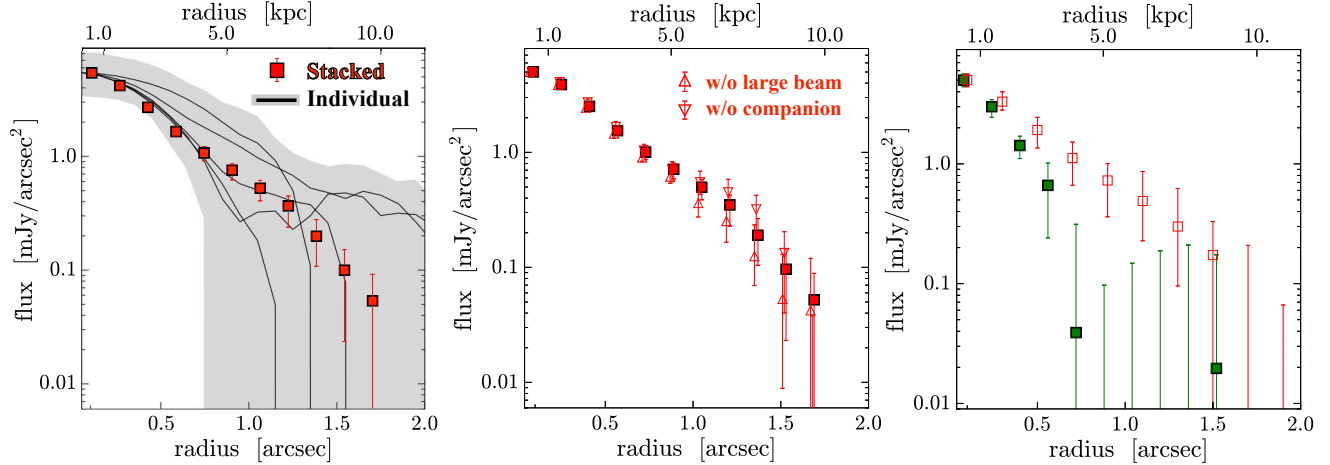 radius [kpc]
1.0 5.0 10.0
Stacked
Individual
flux [mJy/arcsec²]
1.0
0.1
0.01
0.0 0.5 1.0 1.5 2.0
radius [arcsec]
radius [kpc]
1.0 5.0 10.0
w/o large beam
w/o companion
flux [mJy/arcsec²]
1.0
0.1
0.01
0.5 1.0 1.5 2.0
radius [arcsec]
radius [kpc]
1.0 5.0 10.
flux [mJy/arcsec²]
1.0
0.1
0.01
0.5 1.0 1.5 2.0
radius [arcsec]